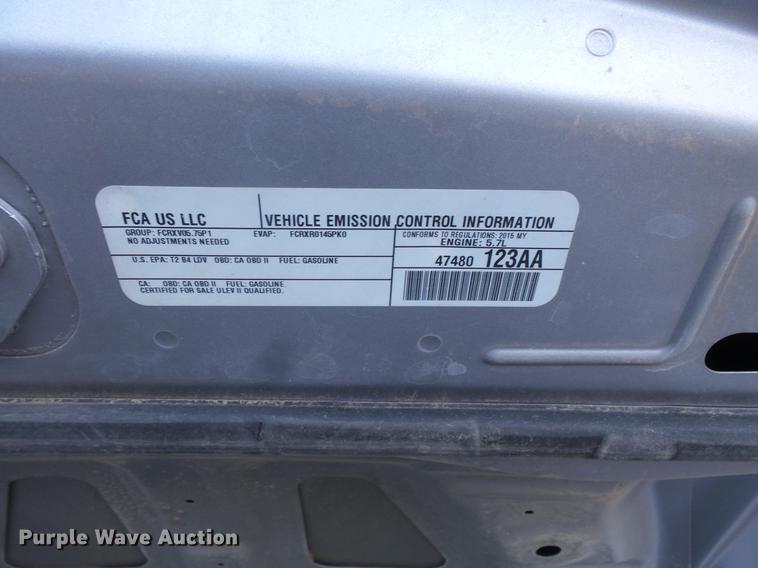 FCA US LLC VEHICLE EMISSION CONTROL INFORMATION
GROUP: FCRXV05.75P1 EVAP: FCRXR0145PK0 CONFORMS TO REGULATIONS: 2015 MY
NO ADJUSTMENTS NEEDED ENGINE: 5.7L
U.S. EPA: T2 B4 LDV OBD: CA OBD II FUEL: GASOLINE 47480 123AA
CA: OBD: CA OBD II FUEL: GASOLINE
CERTIFIED FOR SALE ULEV II QUALIFIED.
Purple Wave Auction